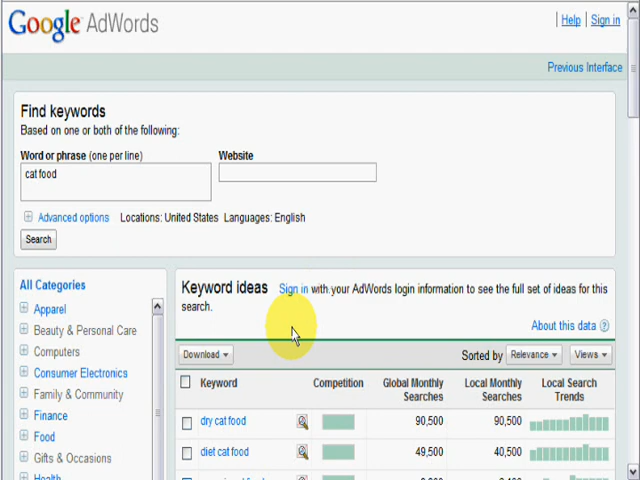 Google AdWords
Help | Sign in
Previous Interface
Find keywords
Based on one or both of the following:
Word or phrase (one per line) Website
cat food
Advanced options Locations: United States Languages: English
Search
All Categories
Apparel
Beauty & Personal Care
Computers
Consumer Electronics
Family & Community
Finance
Food
Gifts & Occasions
Health
Keyword ideas Sign in with your AdWords login information to see the full set of ideas for this
search.
About this data
Download Sorted by Relevance Views
Keyword Competition Global Monthly Searches Local Monthly Searches Local Search Trends
dry cat food 90,500 90,500
diet cat food 49,500 40,500